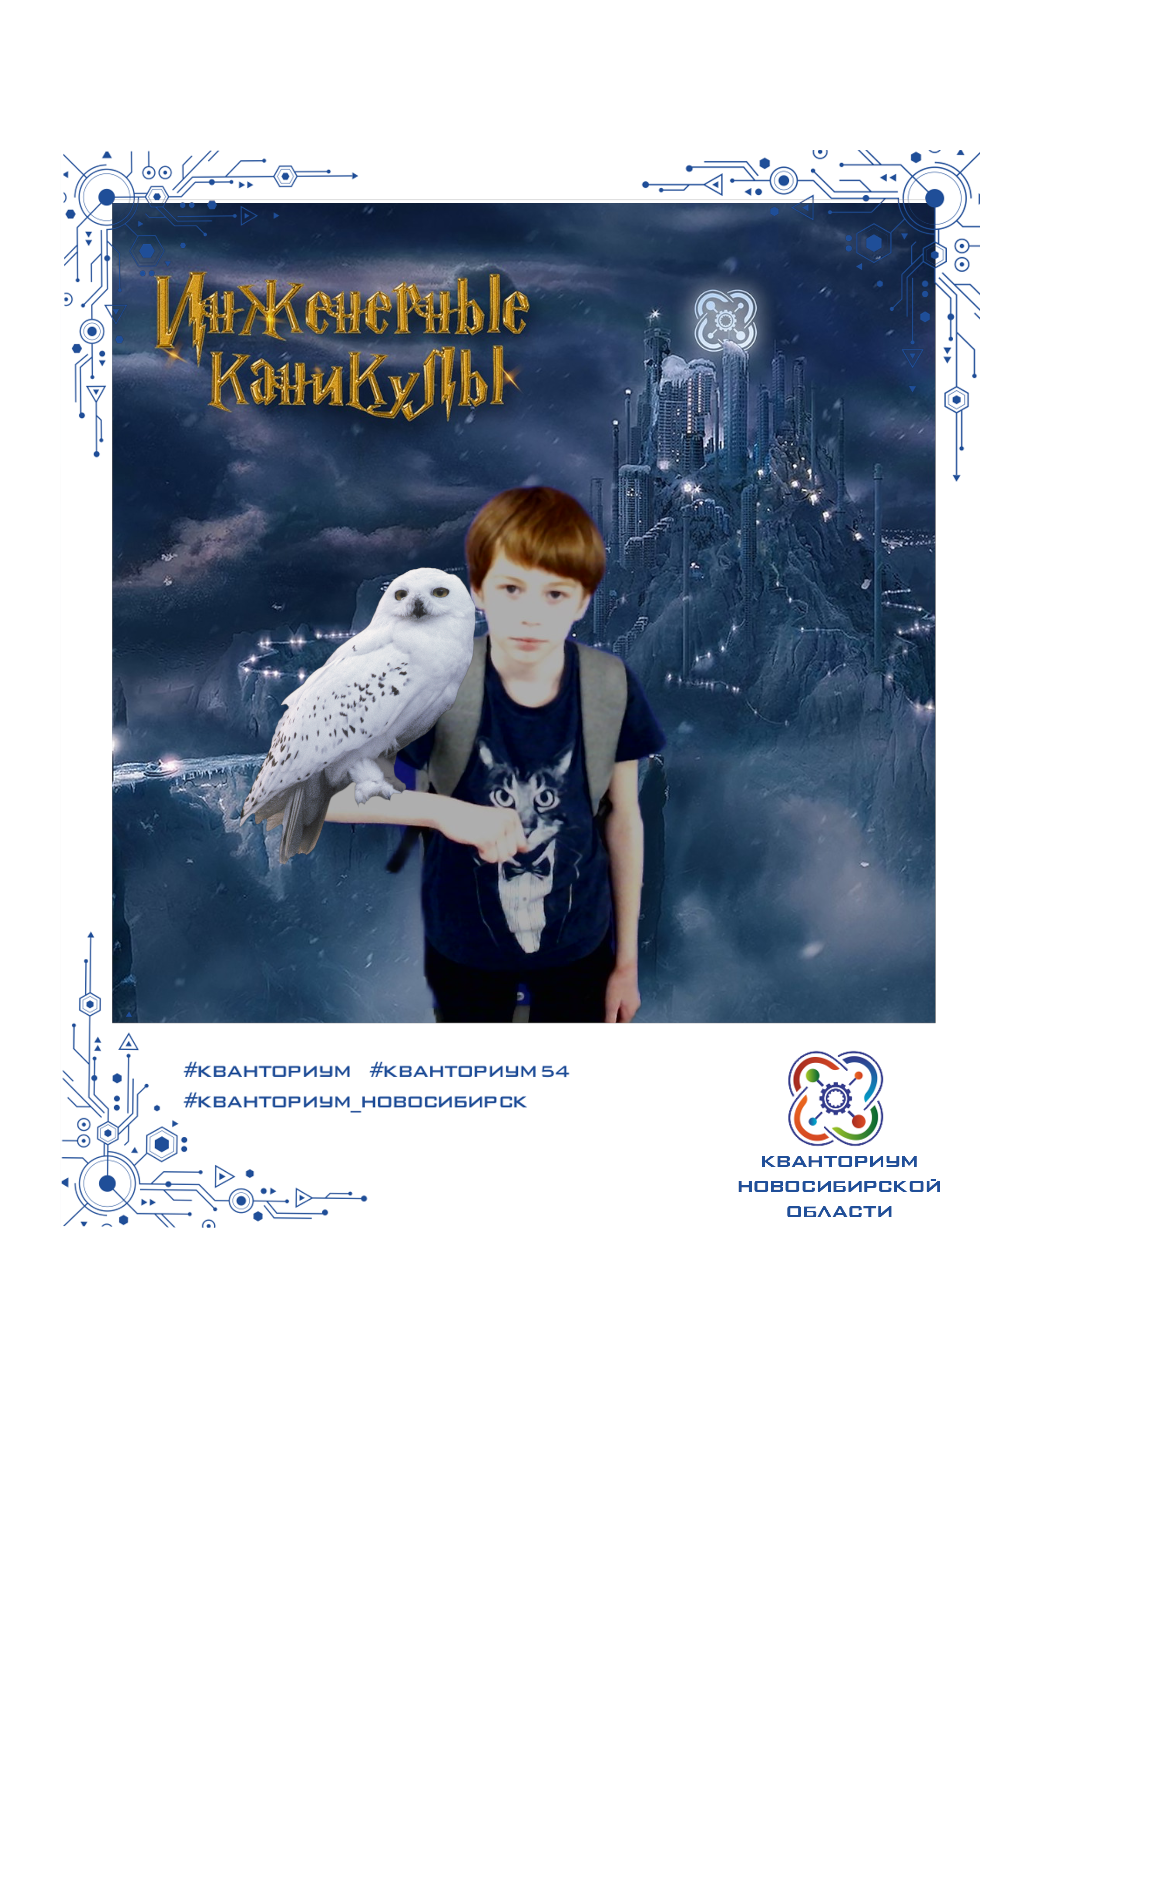 Инженерные
каникулы
#КВАНТОРИУМ #КВАНТОРИУМ 54
#КВАНТОРИУМ_НОВОСИБИРСК
КВАНТОРИУМ
НОВОСИБИРСКОЙ
ОБЛАСТИ